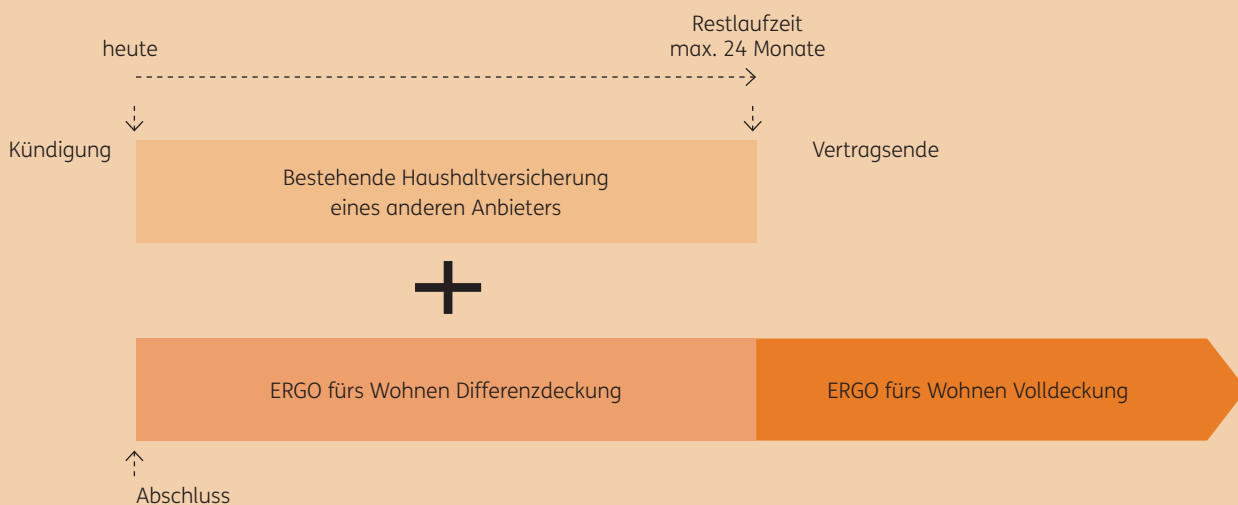 Restlaufzeit
heute
max. 24 Monate
Kündigung
Vertragsende
Bestehende Haushaltversicherung
eines anderen Anbieters
ERGO fürs Wohnen Differenzdeckung
ERGO fürs Wohnen Volldeckung
Abschluss